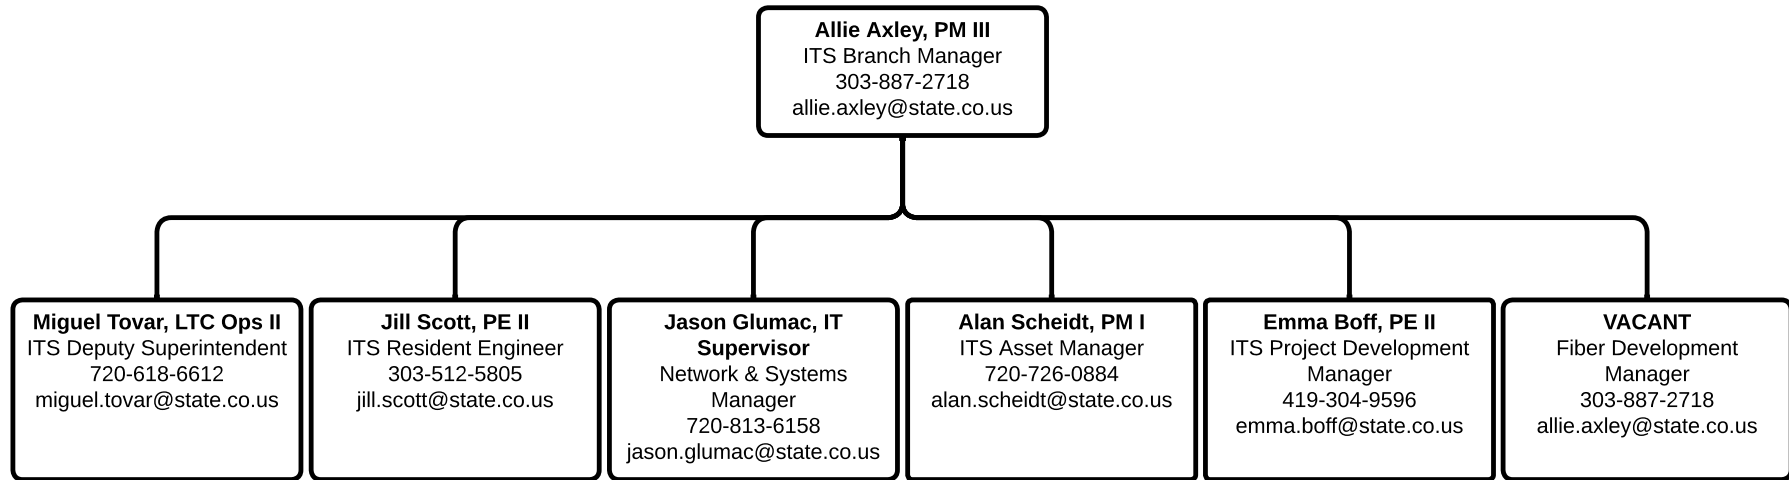 Allie Axley, PM III
ITS Branch Manager
303-887-2718
allie.axley@state.co.us
Miguel Tovar, LTC Ops II
ITS Deputy Superintendent
720-618-6612
miguel.tovar@state.co.us
Jill Scott, PE II
ITS Resident Engineer
303-512-5805
jill.scott@state.co.us
Jason Glumac, IT
Supervisor
Network & Systems
Manager
720-813-6158
jason.glumac@state.co.us
Alan Scheidt, PM I
ITS Asset Manager
720-726-0884
alan.scheidt@state.co.us
Emma Boff, PE II
ITS Project Development
Manager
419-304-9596
emma.boff@state.co.us
VACANT
Fiber Development
Manager
303-887-2718
allie.axley@state.co.us